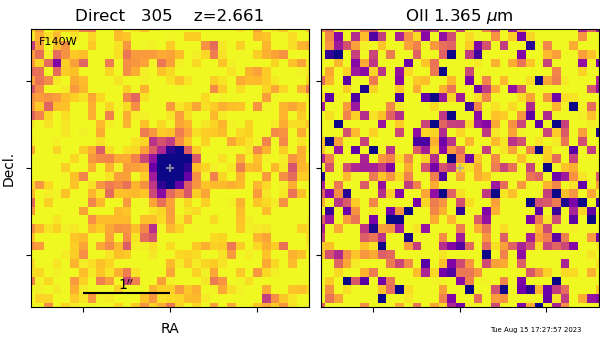 Direct 305 z=2.661
OII 1.365 μm
F140W
Decl.
1″
RA
Tue Aug 15 17:27:57 2023